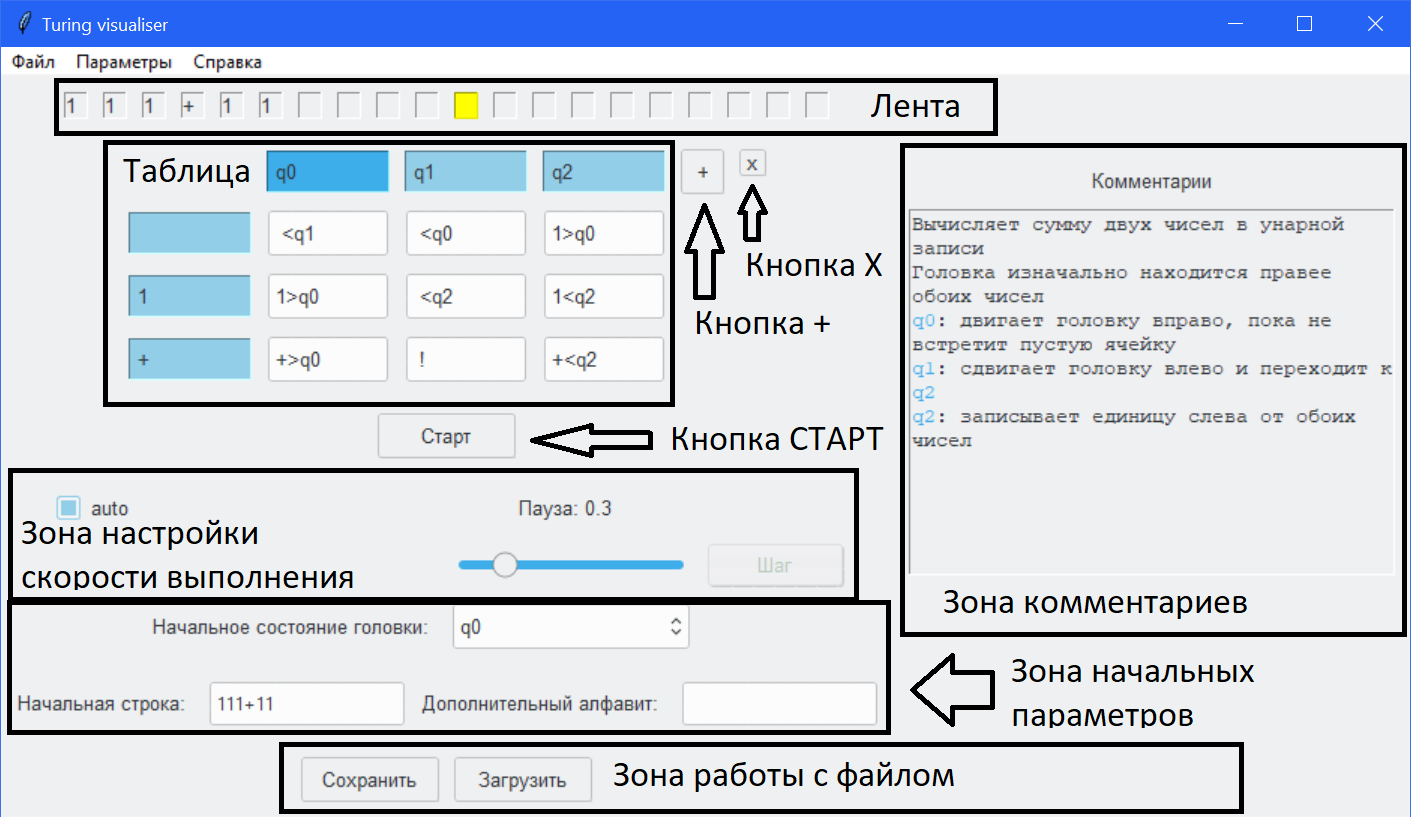 Turing visualiser
Файл Параметры Справка
1 1 1 + 1 1 Лента
Таблица q0 q1 q2 + x
<q1 <q0 1>q0
1 1>q0 <q2 1<q2
+ +>q0 ! +<q2
Кнопка X
Кнопка +
Комментарии
Вычисляет сумму двух чисел в унарной
записи
Головка изначально находится правее
обоих чисел
q0: двигает головку вправо, пока не
встретит пустую ячейку
q1: сдвигает головку влево и переходит к
q2
q2: записывает единицу слева от обоих
чисел
Зона комментариев
Старт Кнопка СТАРТ
auto Пауза: 0.3
Зона настройки
скорости выполнения
Шаг
Начальное состояние головки: q0
Начальная строка: 111+11 Дополнительный алфавит:
Зона начальных
параметров
Сохранить Загрузить Зона работы с файлом